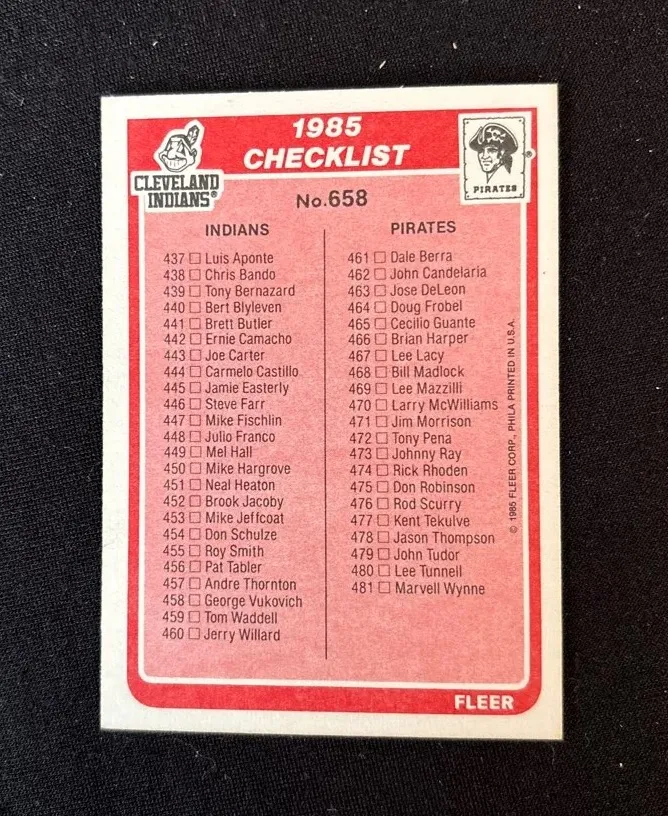 1985
CHECKLIST
CLEVELAND
INDIANS®
PIRATES
®
No.658
INDIANS
437 Luis Aponte
438 Chris Bando
439 Tony Bernazard
440 Bert Blyleven
441 Brett Butler
442 Ernie Camacho
443 Joe Carter
444 Carmelo Castillo
445 Jamie Easterly
446 Steve Farr
447 Mike Fischlin
448 Julio Franco
449 Mel Hall
450 Mike Hargrove
451 Neal Heaton
452 Brook Jacoby
453 Mike Jeffcoat
454 Don Schulze
455 Roy Smith
456 Pat Tabler
457 Andre Thornton
458 George Vukovich
459 Tom Waddell
460 Jerry Willard
PIRATES
461 Dale Berra
462 John Candelaria
463 Jose DeLeon
464 Doug Frobel
465 Cecilio Guante
466 Brian Harper
467 Lee Lacy
468 Bill Madlock
469 Lee Mazzilli
470 Larry McWilliams
471 Jim Morrison
472 Tony Pena
473 Johnny Ray
474 Rick Rhoden
475 Don Robinson
476 Rod Scurry
477 Kent Tekulve
478 Jason Thompson
479 John Tudor
480 Lee Tunnell
481 Marvell Wynne
© 1985 FLEER CORP., PHILA. PRINTED IN U.S.A.
FLEER